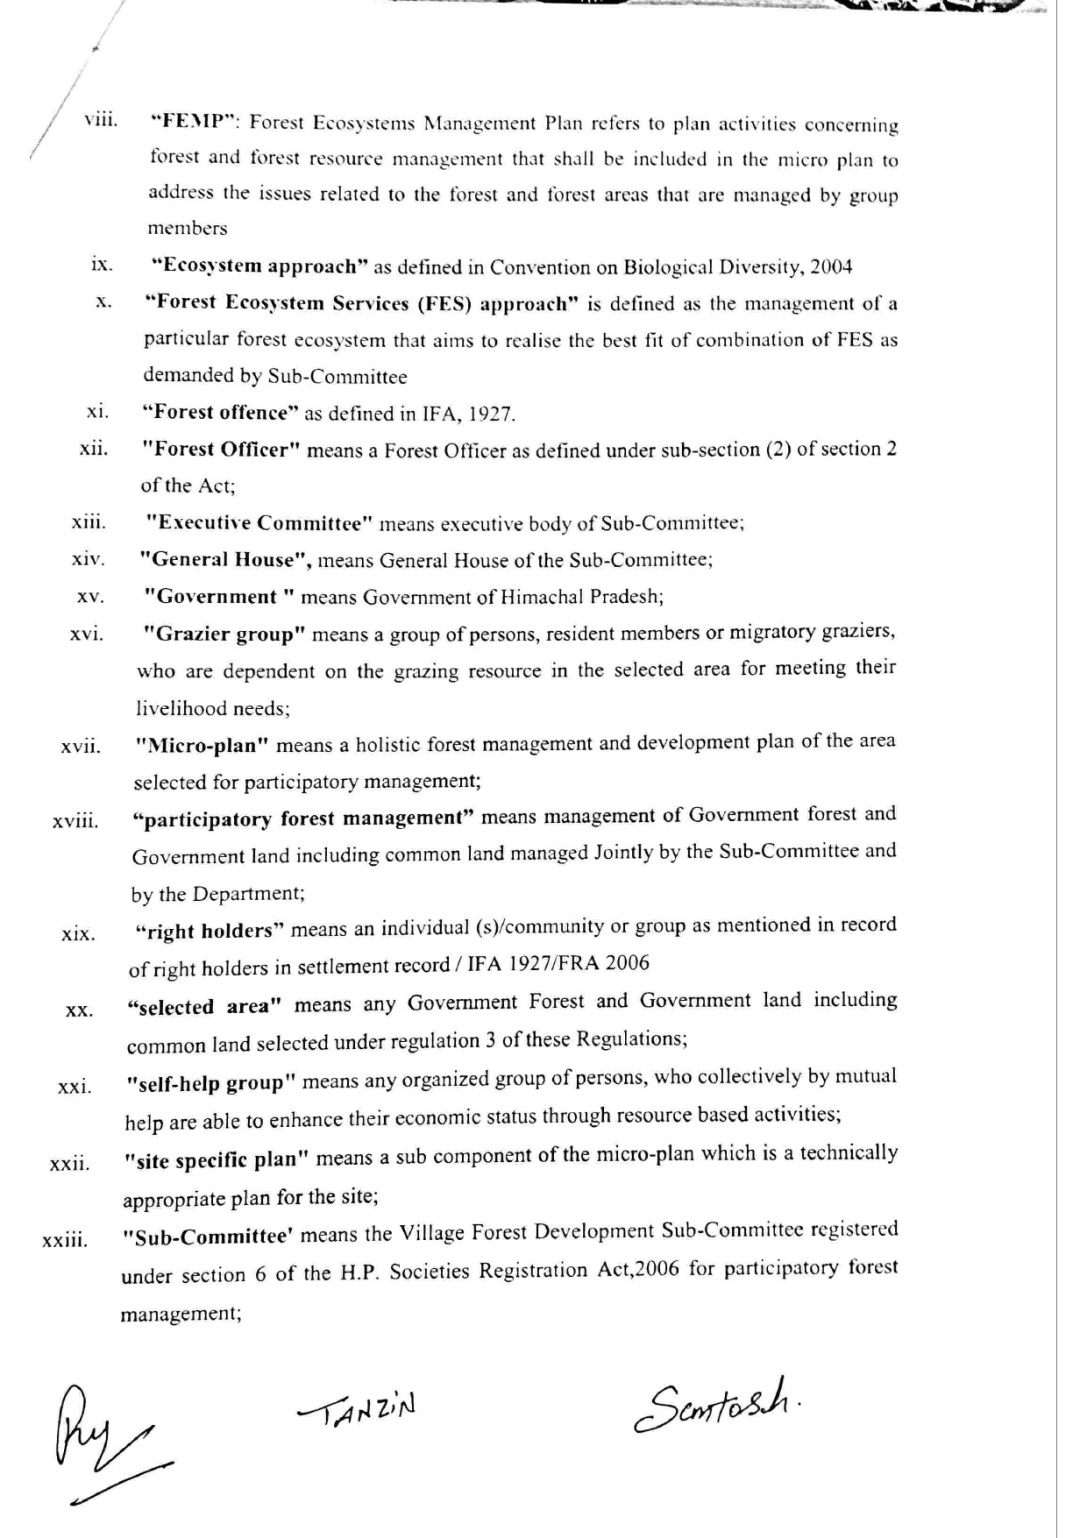 viii. “FEMP”: Forest Ecosystems Management Plan refers to plan activities concerning
forest and forest resource management that shall be included in the micro plan to
address the issues related to the forest and forest areas that are managed by group
members
ix. “Ecosystem approach” as defined in Convention on Biological Diversity, 2004
x. “Forest Ecosystem Services (FES) approach” is defined as the management of a
particular forest ecosystem that aims to realise the best fit of combination of FES as
demanded by Sub-Committee
xi. “Forest offence” as defined in IFA, 1927.
xii. "Forest Officer" means a Forest Officer as defined under sub-section (2) of section 2
of the Act;
xiii. "Executive Committee" means executive body of Sub-Committee;
xiv. "General House", means General House of the Sub-Committee;
xv. "Government " means Government of Himachal Pradesh;
xvi. "Grazier group" means a group of persons, resident members or migratory graziers,
who are dependent on the grazing resource in the selected area for meeting their
livelihood needs;
xvii. "Micro-plan" means a holistic forest management and development plan of the area
selected for participatory management;
xviii. “participatory forest management” means management of Government forest and
Government land including common land managed Jointly by the Sub-Committee and
by the Department;
xix. “right holders” means an individual (s)/community or group as mentioned in record
of right holders in settlement record / IFA 1927/FRA 2006
xx. “selected area" means any Government Forest and Government land including
common land selected under regulation 3 of these Regulations;
xxi. "self-help group" means any organized group of persons, who collectively by mutual
help are able to enhance their economic status through resource based activities;
xxii. "site specific plan" means a sub component of the micro-plan which is a technically
appropriate plan for the site;
xxiii. "Sub-Committee' means the Village Forest Development Sub-Committee registered
under section 6 of the H.P. Societies Registration Act,2006 for participatory forest
management;
TANZIN Santosh.